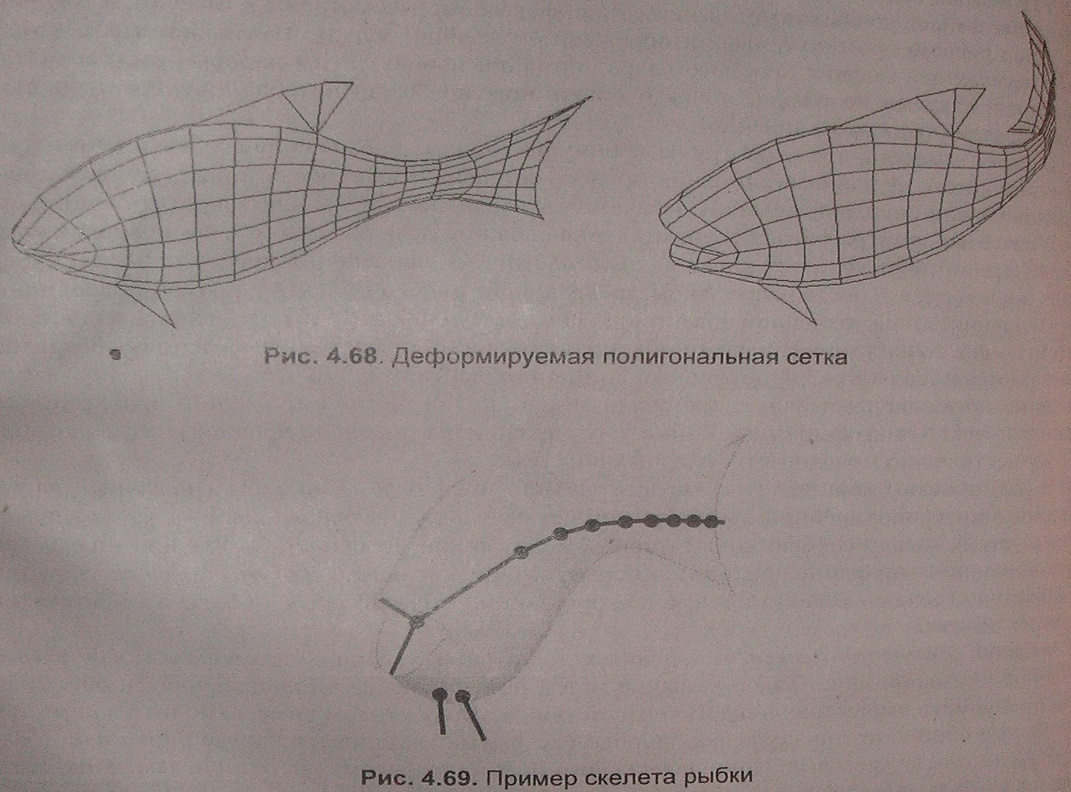 Рис. 4.68. Деформируемая полигональная сетка
Рис. 4.69. Пример скелета рыбки